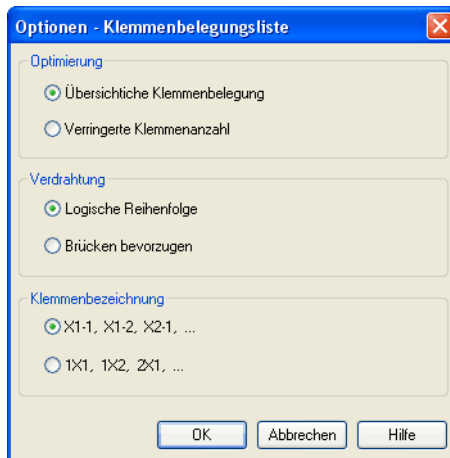 Optionen - Klemmenbelegungsliste
Optimierung
Übersichtliche Klemmenbelegung
Verringerte Klemmenanzahl
Verdrahtung
Logische Reihenfolge
Brücken bevorzugen
Klemmenbezeichnung
X1-1, X1-2, X2-1, ...
1X1, 1X2, 2X1, ...
OK Abbrechen Hilfe